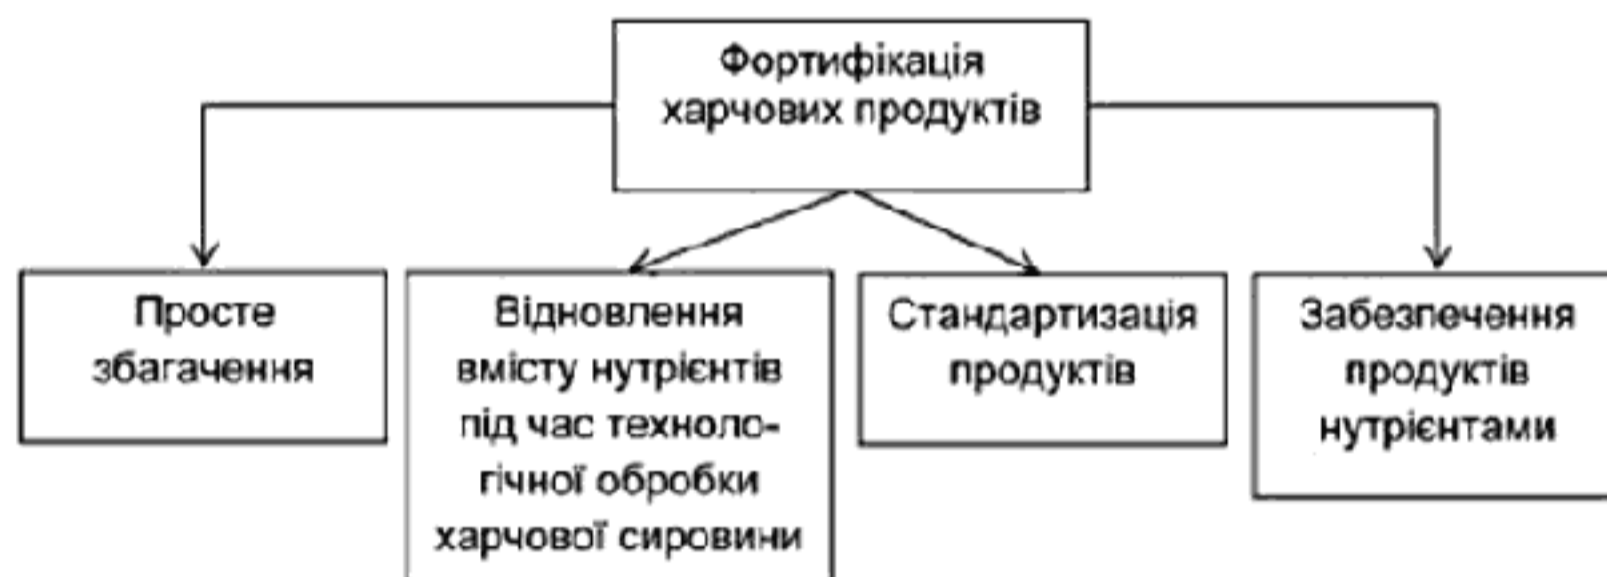 Фортифікація
харчових продуктів
Просте
збагачення
Відновлення
вмісту нутрієнтів
під час техноло-
гічної обробки
харчової сировини
Стандартизація
продуктів
Забезпечення
продуктів
нутрієнтами